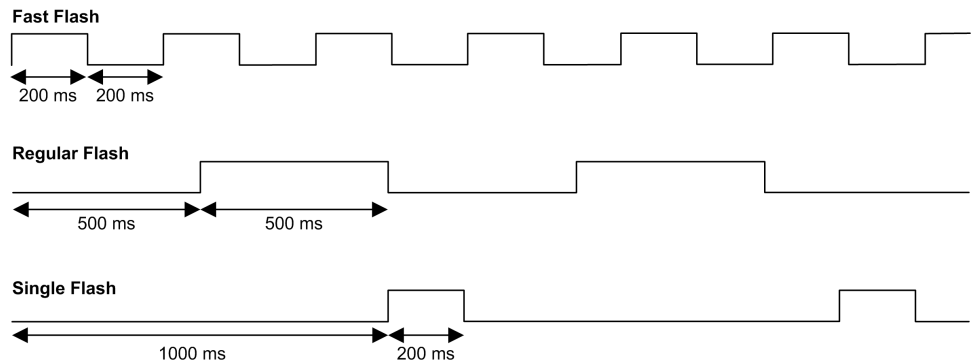 Fast Flash
200 ms 200 ms
Regular Flash
500 ms 500 ms
Single Flash
1000 ms 200 ms